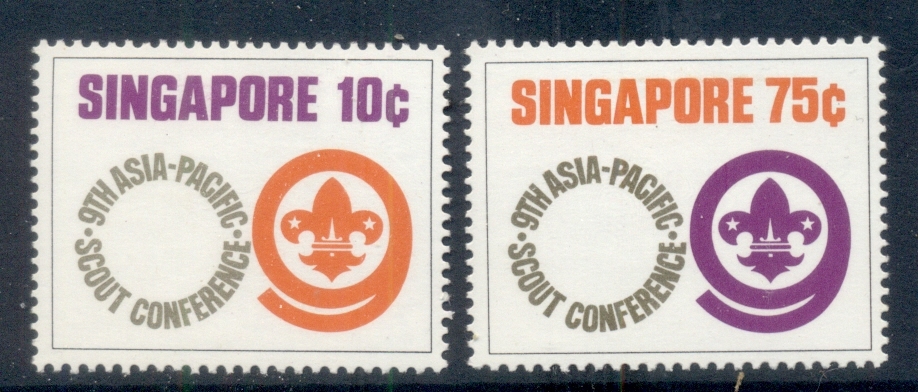 SINGAPORE 10¢
9TH ASIA-PACIFIC
SCOUT CONFERENCE
SINGAPORE 75¢
9TH ASIA-PACIFIC
SCOUT CONFERENCE